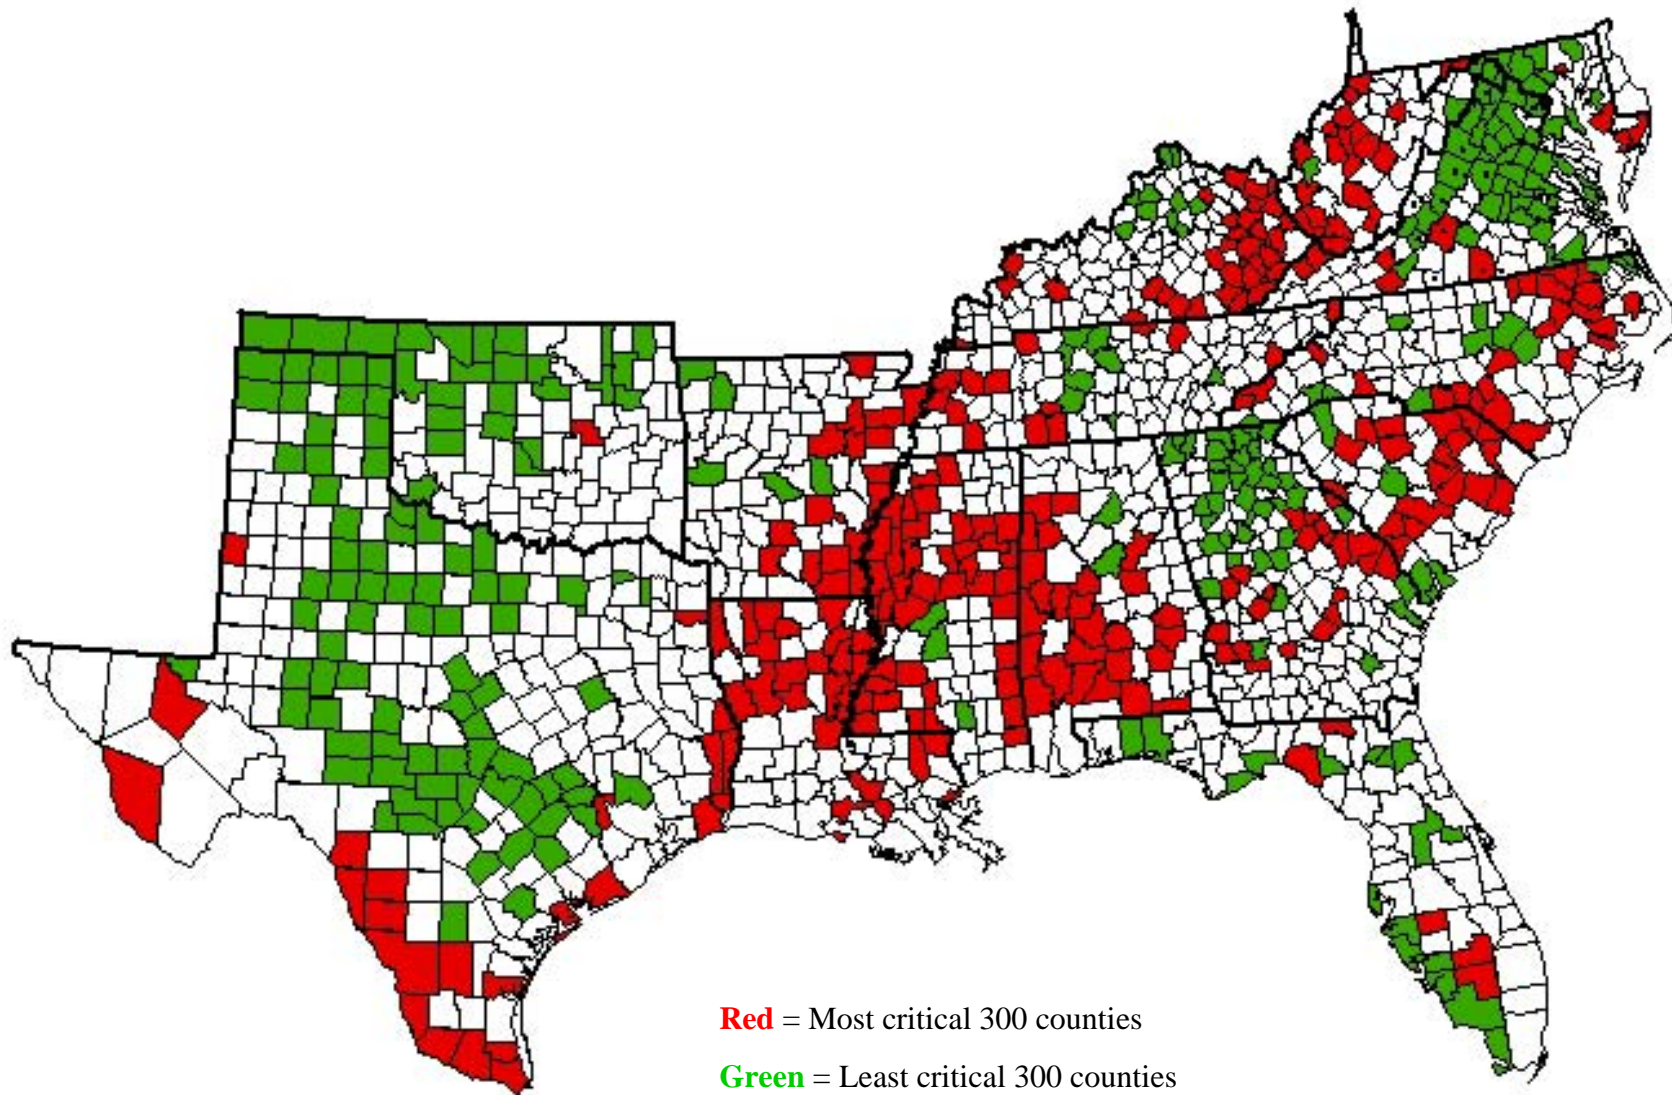 Red = Most critical 300 counties
Green = Least critical 300 counties